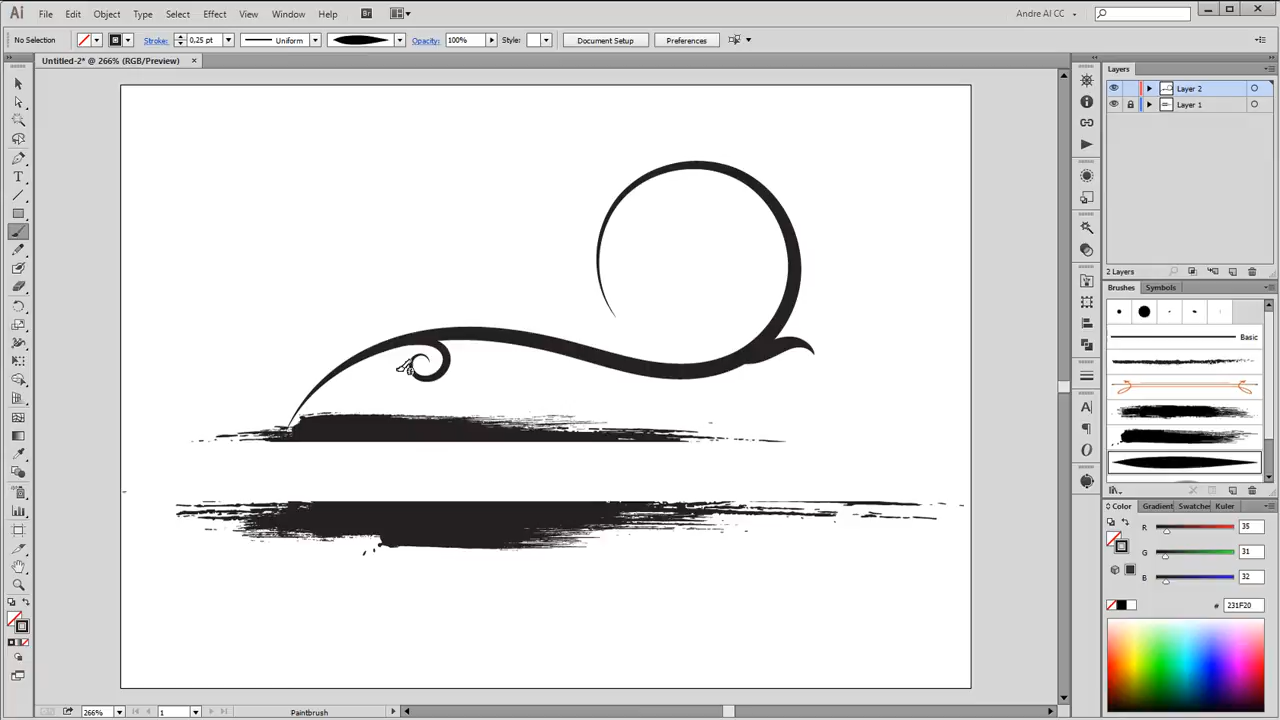 Ai File Edit Object Type Select Effect View Window Help Br Andre AI CC
No Selection Stroke: 0,25 pt Uniform Opacity: 100% Style: Document Setup Preferences
Untitled-2* @ 266% (RGB/Preview)
Layers
Layer 2
Layer 1
2 Layers
Brushes Symbols
Basic
Color Gradient Swatches Kuler
R 35
G 31
B 32
# 231F20
266% 1 Paintbrush